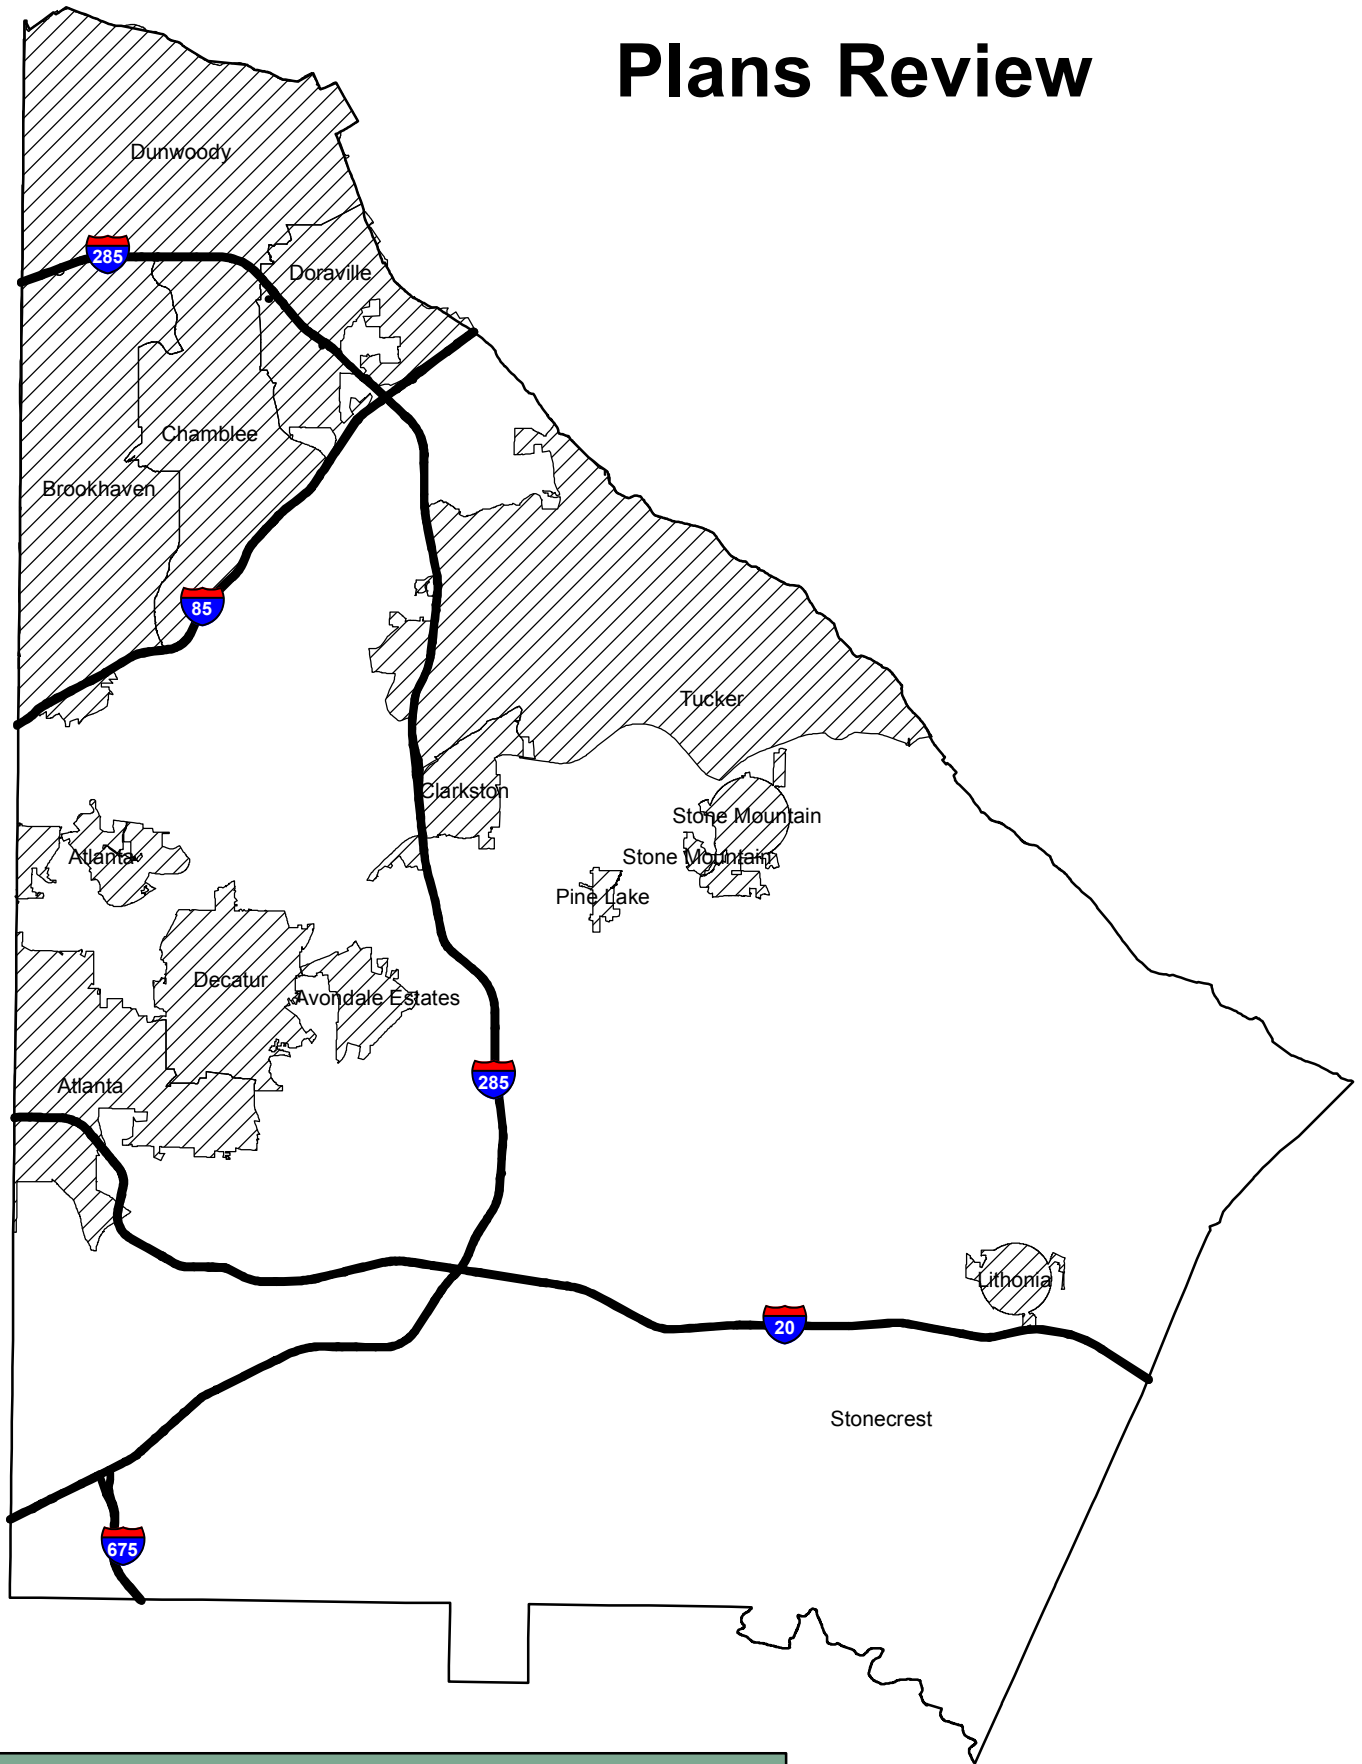 Plans Review
Dunwoody
285
Doraville
Chamblee
Brookhaven
85
Tucker
Clarkston
Stone Mountain
Atlanta
Stone Mountain
Pine Lake
Decatur
Avondale Estates
285
Atlanta
Lithonia
20
Stonecrest
675